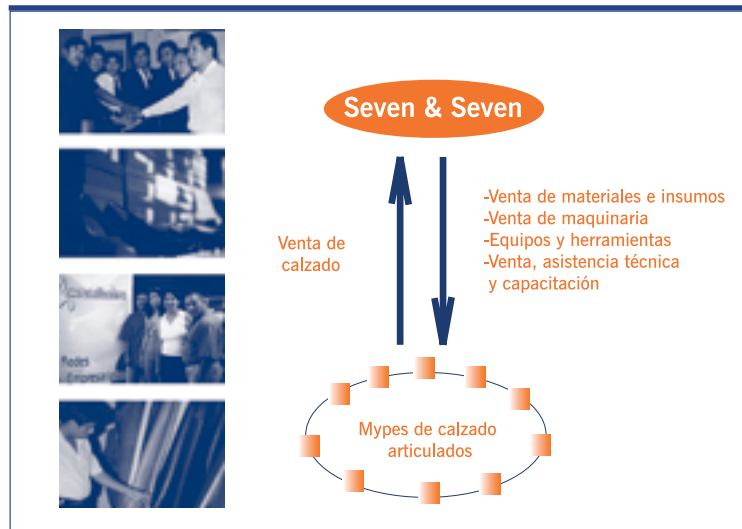 Seven & Seven
Venta de
calzado
-Venta de materiales e insumos
-Venta de maquinaria
-Equipos y herramientas
-Venta, asistencia técnica
y capacitación
Redes
Mypes de calzado
articulados